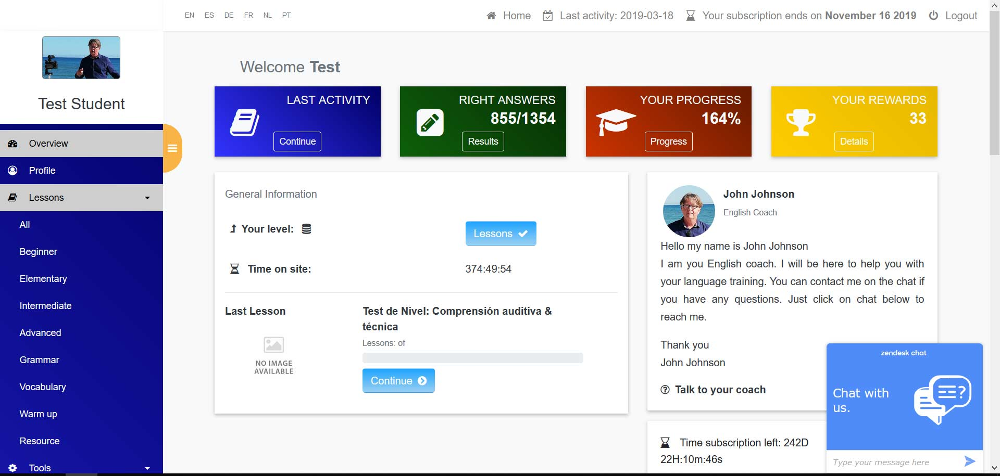 EN ES DE FR NL PT
Home Last activity: 2019-03-18 Your subscription ends on November 16 2019 Logout
Test Student
Overview
Profile
Lessons
All
Beginner
Elementary
Intermediate
Advanced
Grammar
Vocabulary
Warm up
Resource
Tools
Welcome Test
LAST ACTIVITY
Continue
RIGHT ANSWERS
855/1354
Results
YOUR PROGRESS
164%
Progress
YOUR REWARDS
33
Details
General Information
Your level:
Lessons
Time on site:
374:49:54
Last Lesson
NO IMAGE
AVAILABLE
Test de Nivel: Comprensión auditiva &
técnica
Lessons: of
Continue
John Johnson
English Coach
Hello my name is John Johnson
I am you English coach. I will be here to help you with
your language training. You can contact me on the chat if
you have any questions. Just click on chat below to
reach me.
Thank you
John Johnson
Talk to your coach
Time subscription left: 242D
22H:10m:46s
zendesk chat
Chat with
us.
Type your message here